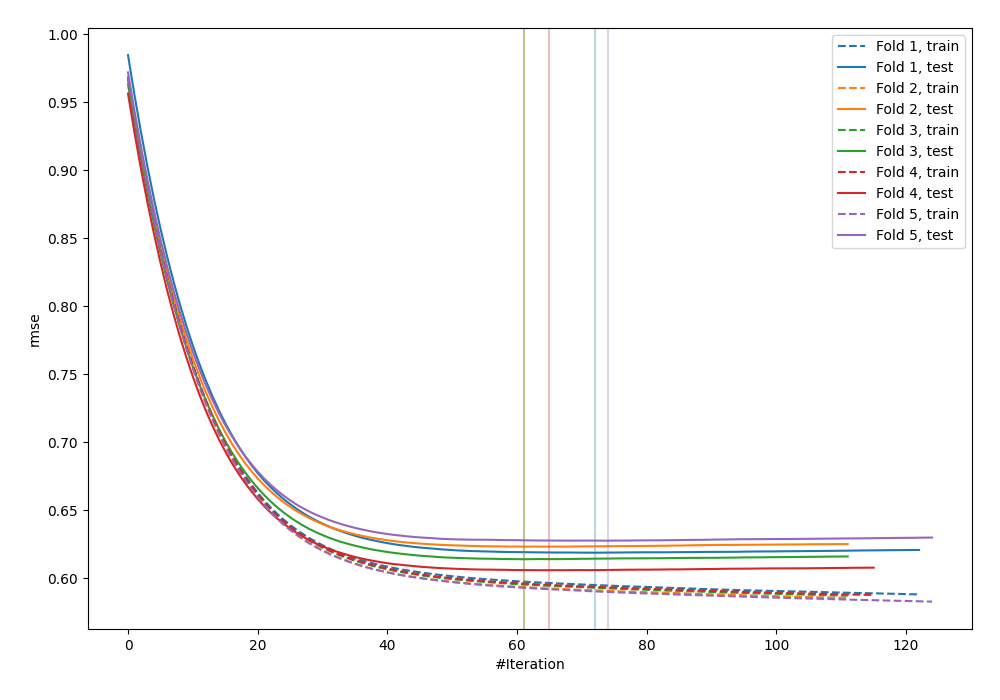 1.00
0.95
0.90
0.85
0.80
0.75
0.70
0.65
0.60
rmse
0
20
40
60
80
100
120
#Iteration
Fold 1, train
Fold 1, test
Fold 2, train
Fold 2, test
Fold 3, train
Fold 3, test
Fold 4, train
Fold 4, test
Fold 5, train
Fold 5, test